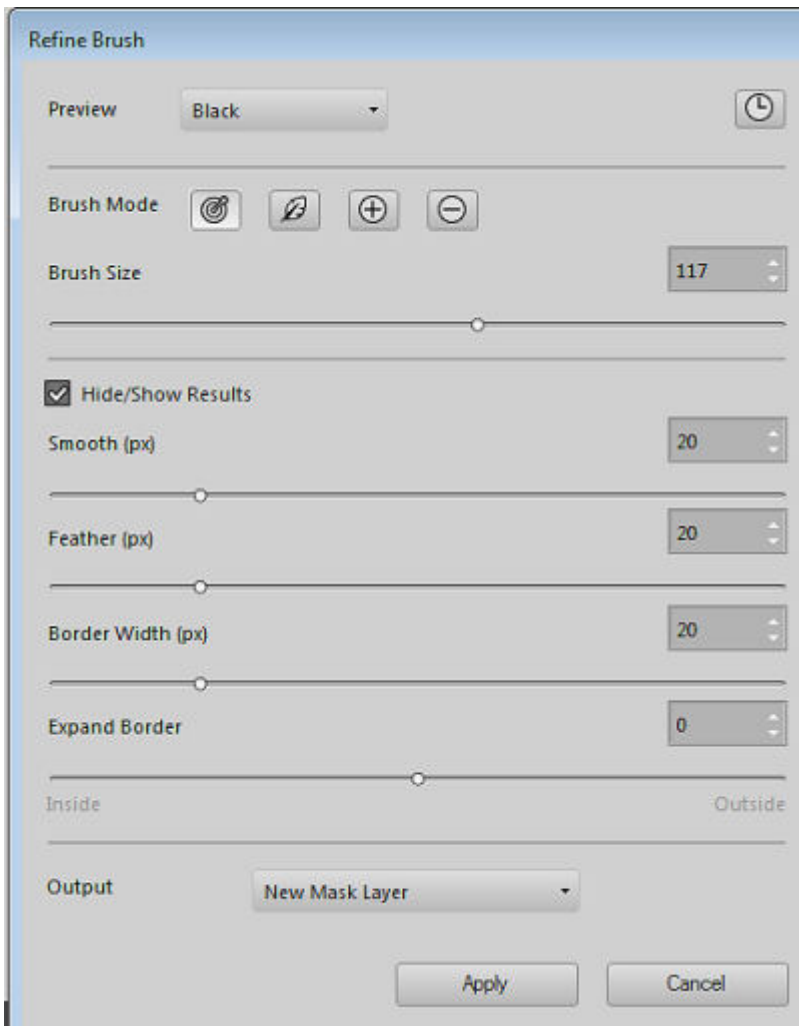 Refine Brush
Preview Black
Brush Mode
Brush Size 117
Hide/Show Results
Smooth (px) 20
Feather (px) 20
Border Width (px) 20
Expand Border 0
Inside Outside
Output New Mask Layer
Apply Cancel